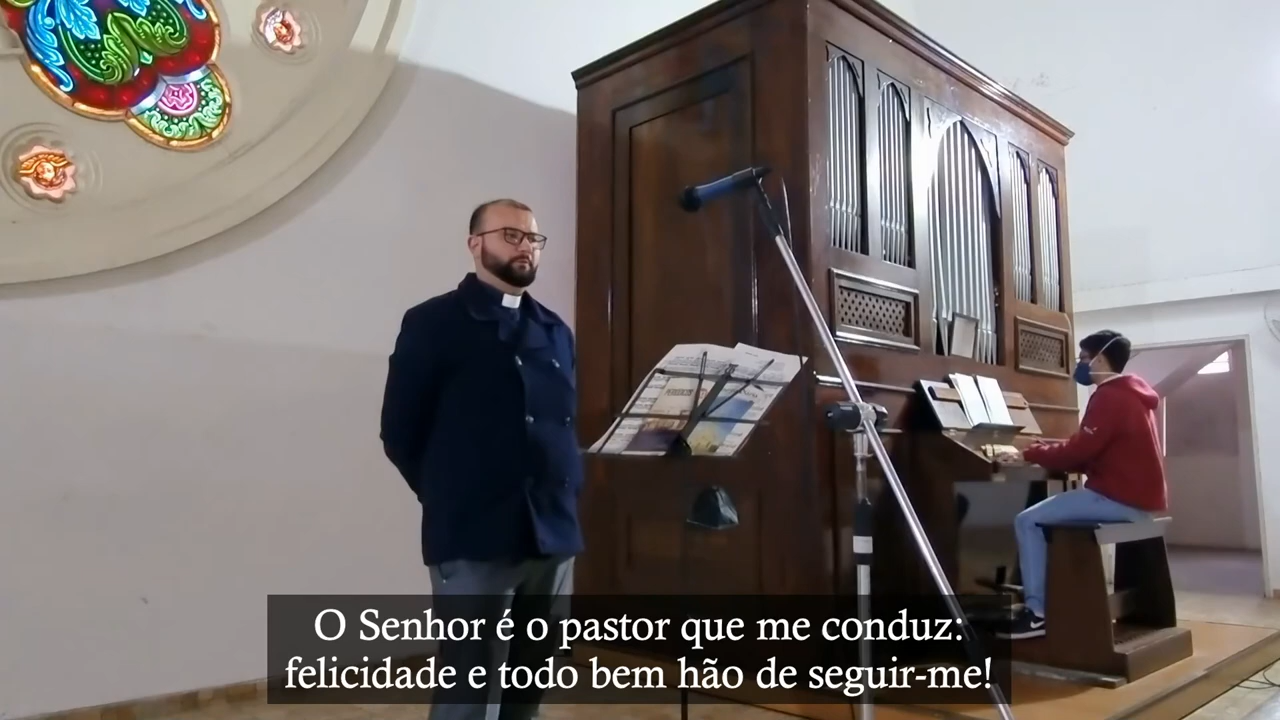 O Senhor é o pastor que me conduz:
felicidade e todo bem hão de seguir-me!